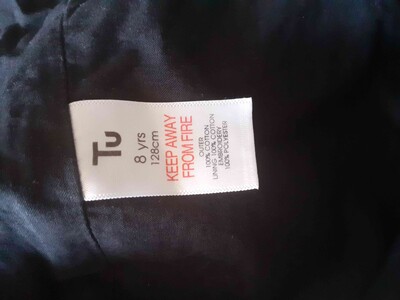 Tu
8 yrs
128cm
KEEP AWAY
FROM FIRE
OUTER
100% COTTON
LINING 100% COTTON
EMBROIDERY
100% POLYESTER